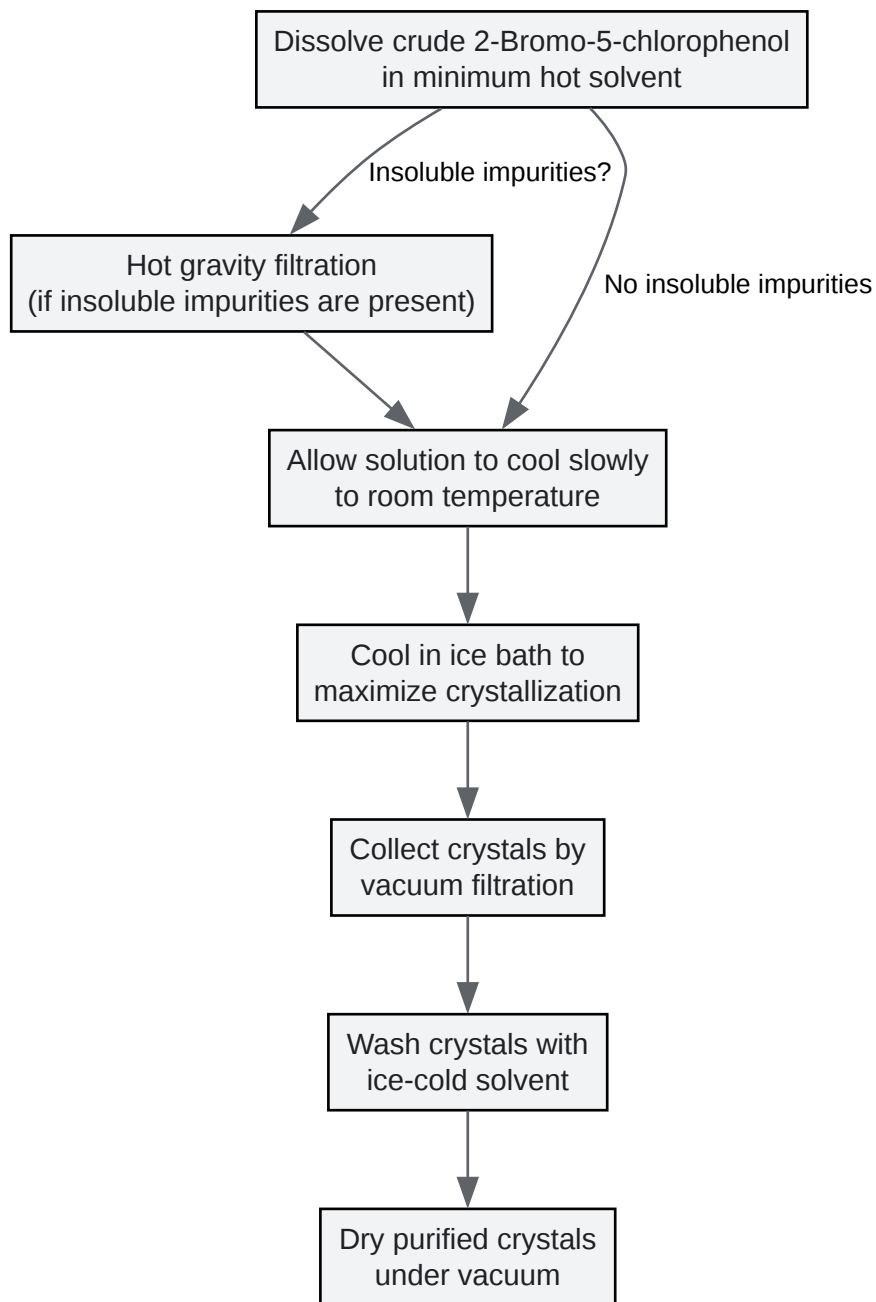 Dissolve crude 2-Bromo-5-chlorophenol
in minimum hot solvent
Insoluble impurities?
Hot gravity filtration
(if insoluble impurities are present)
No insoluble impurities
Allow solution to cool slowly
to room temperature
Cool in ice bath to
maximize crystallization
Collect crystals by
vacuum filtration
Wash crystals with
ice-cold solvent
Dry purified crystals
under vacuum